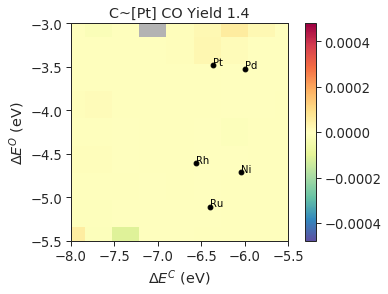 C~[Pt] CO Yield 1.4
−3.0
−3.5
−4.0
−4.5
−5.0
−5.5
ΔE^O (eV)
Pt
Pd
Rh
Ni
Ru
−8.0 −7.5 −7.0 −6.5 −6.0 −5.5
ΔE^C (eV)
0.0004
0.0002
0.0000
−0.0002
−0.0004